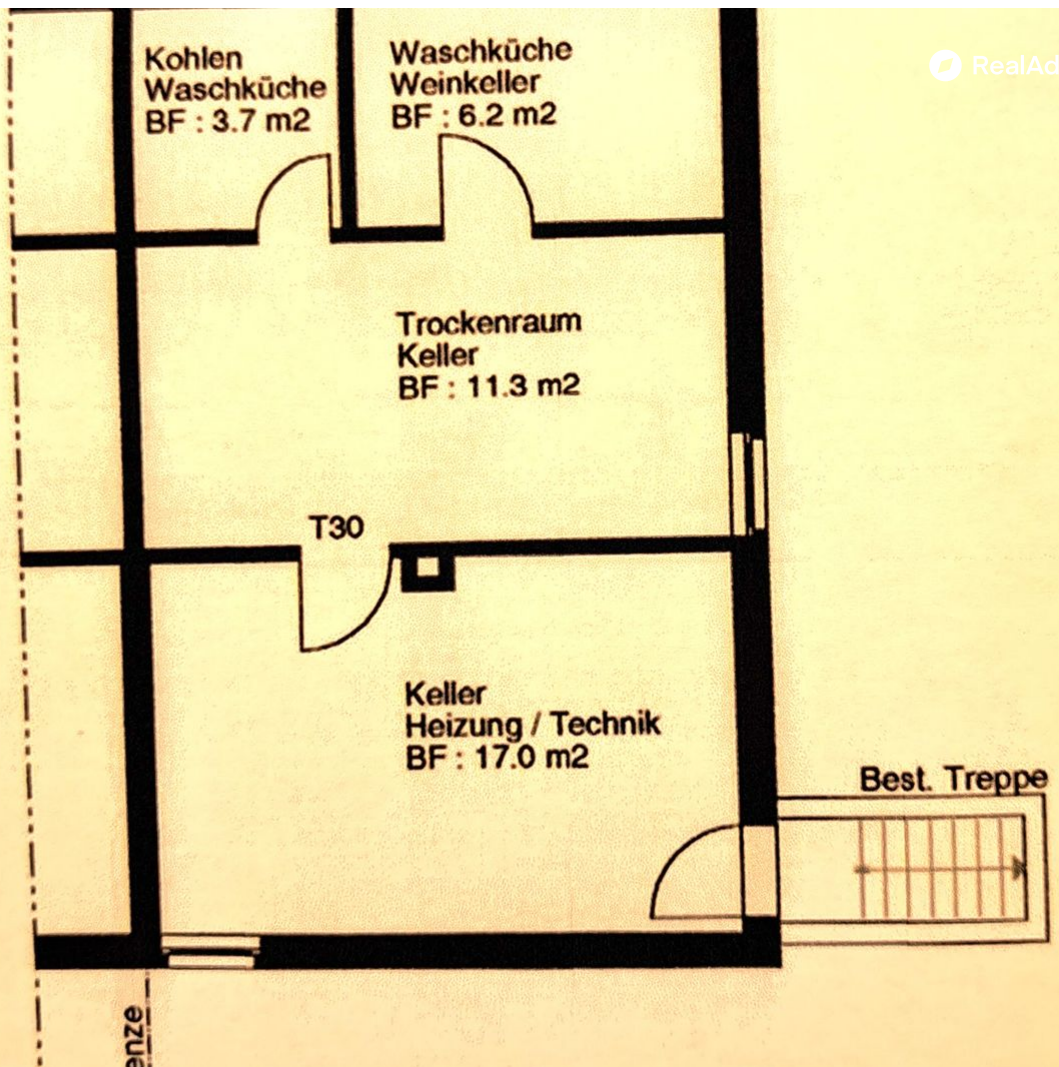 Kohlen
Waschküche
BF : 3.7 m2
Waschküche
Weinkeller
BF : 6.2 m2
Trockenraum
Keller
BF : 11.3 m2
T30
Keller
Heizung / Technik
BF : 17.0 m2
Best. Treppe